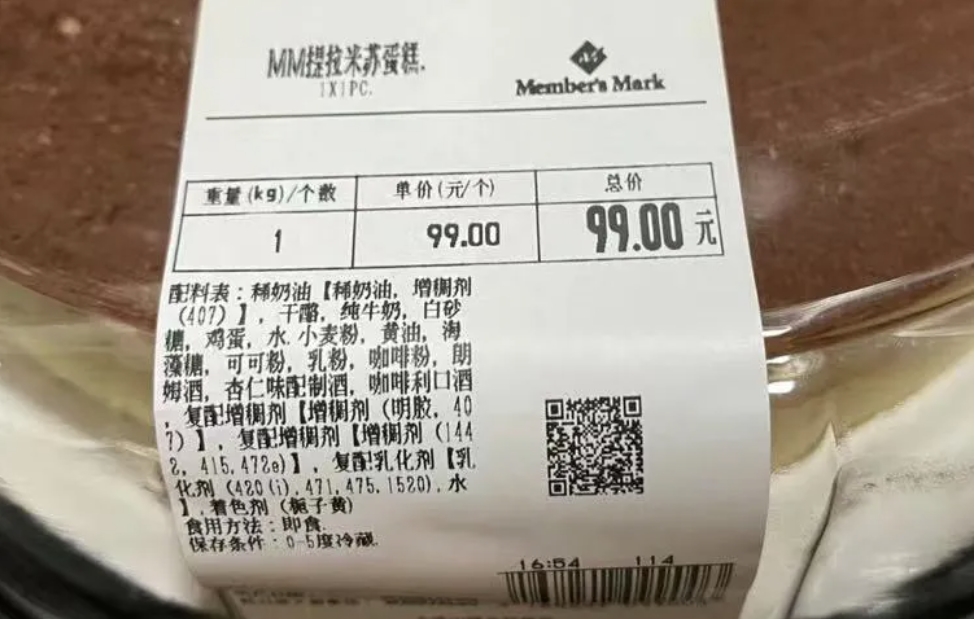 MM提拉米苏蛋糕.
1X1PC.
Member's Mark
重量(kg)/个数 单价(元/个) 总价
1 99.00 99.00 元
配料表:稀奶油【稀奶油, 增稠剂
(407)】, 干酪, 纯牛奶, 白砂
糖, 鸡蛋, 水, 小麦粉, 黄油, 海
藻糖, 可可粉, 乳粉, 咖啡粉, 朗
姆酒, 杏仁味配制酒, 咖啡利口酒
, 复配增稠剂【增稠剂(明胶, 40
7)】, 复配增稠剂【增稠剂(144
2, 415, 472e)】, 复配乳化剂【乳
化剂(420(i), 471, 475, 1520), 水
】, 着色剂(栀子黄)
食用方法:即食.
保存条件:0-5度冷藏.
16:54 114